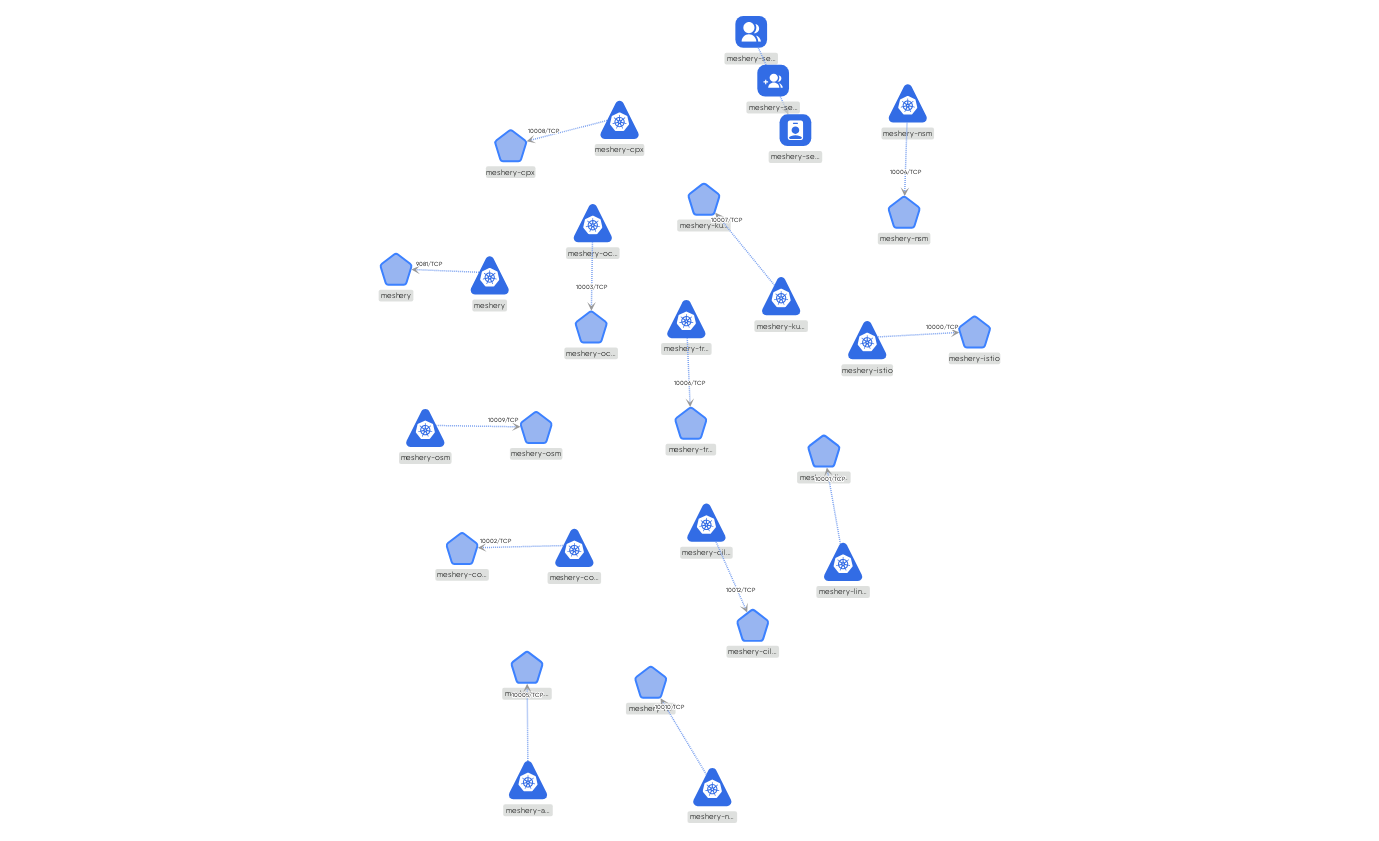 meshery-se...
meshery-se...
meshery-se...
meshery-nsm
10004/TCP
meshery-nsm
10008/TCP
meshery-cpx
meshery-cpx
meshery-ku...
10007/TCP
meshery-ku...
meshery-oc...
10003/TCP
meshery-oc...
9081/TCP
meshery
meshery
meshery-tr...
10006/TCP
meshery-tr...
10000/TCP
meshery-istio
meshery-istio
10009/TCP
meshery-osm
meshery-osm
10001/TCP
meshery-lin...
10002/TCP
meshery-co...
meshery-co...
meshery-cil...
10012/TCP
meshery-cil...
10005/TCP
meshery-a...
10010/TCP
meshery-n...